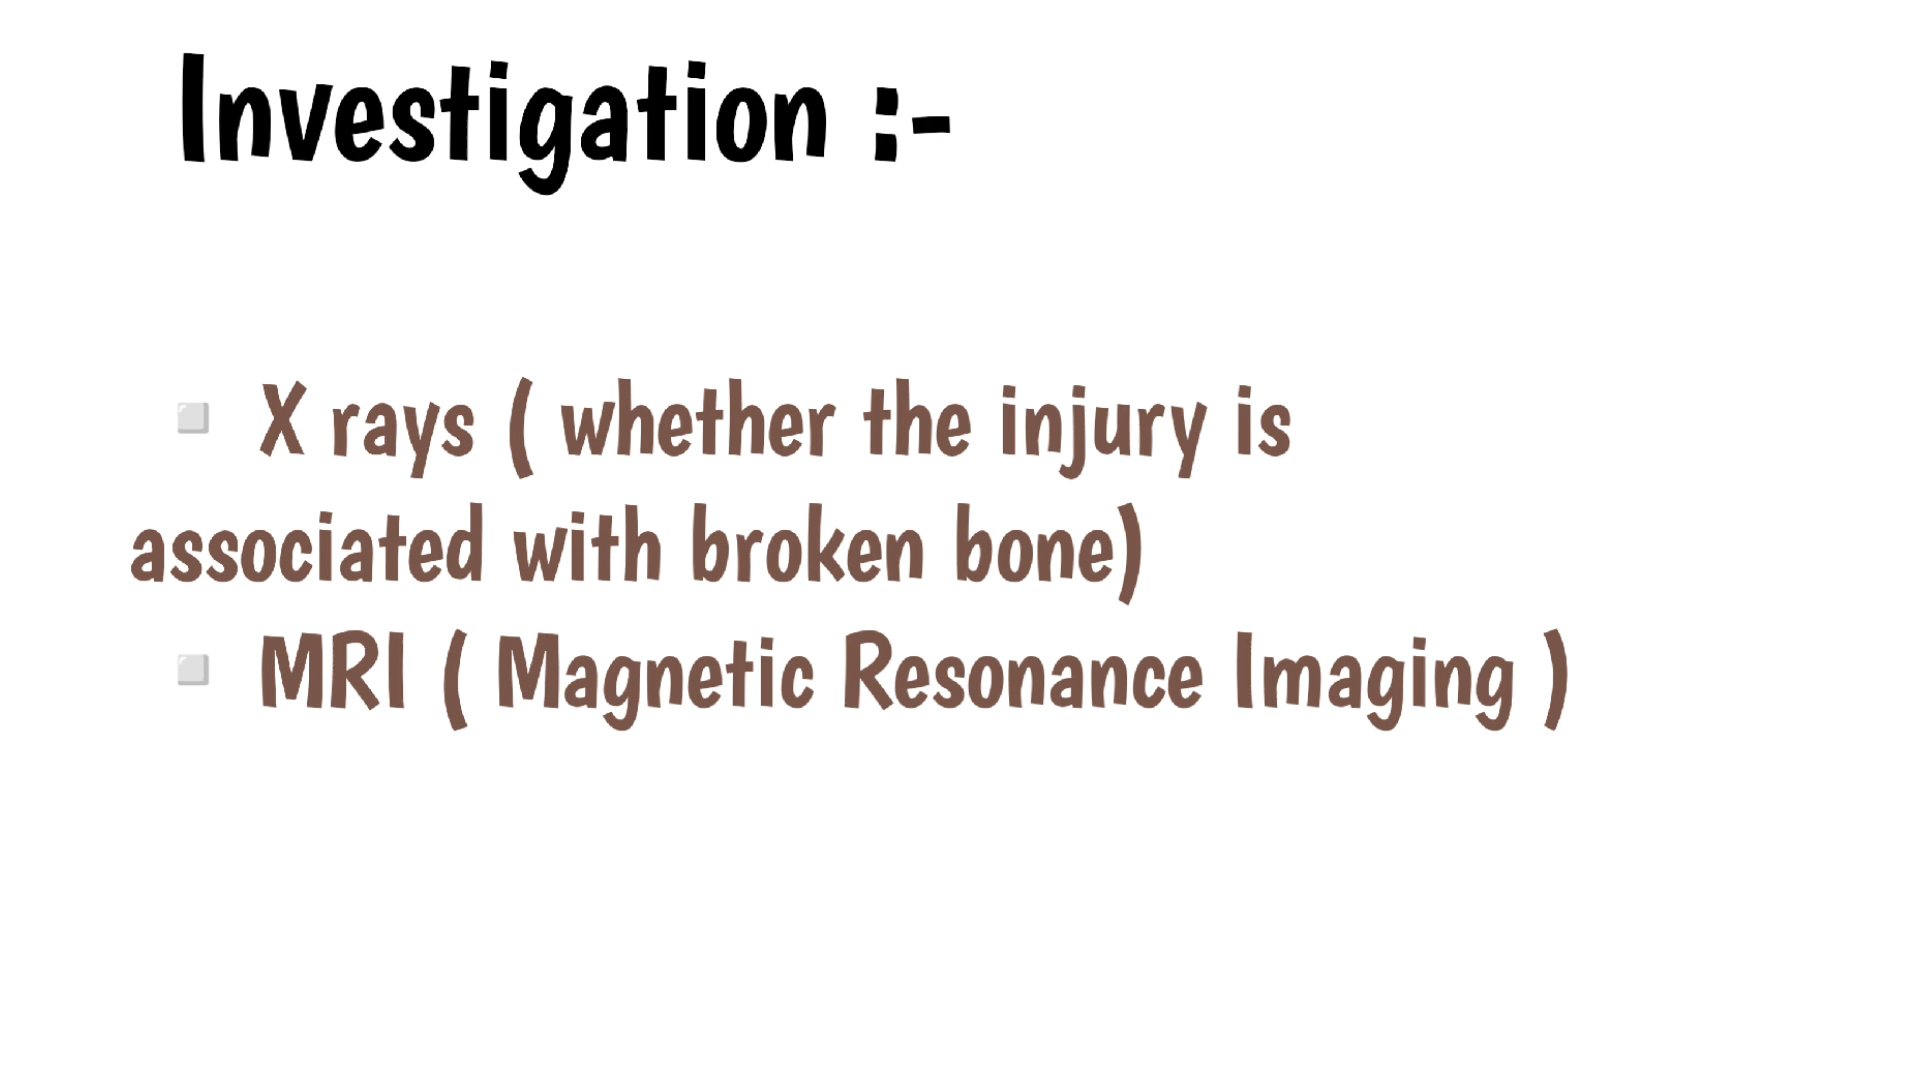 Investigation :-
◽ X rays ( whether the injury is
associated with broken bone)
◽ MRI ( Magnetic Resonance Imaging )